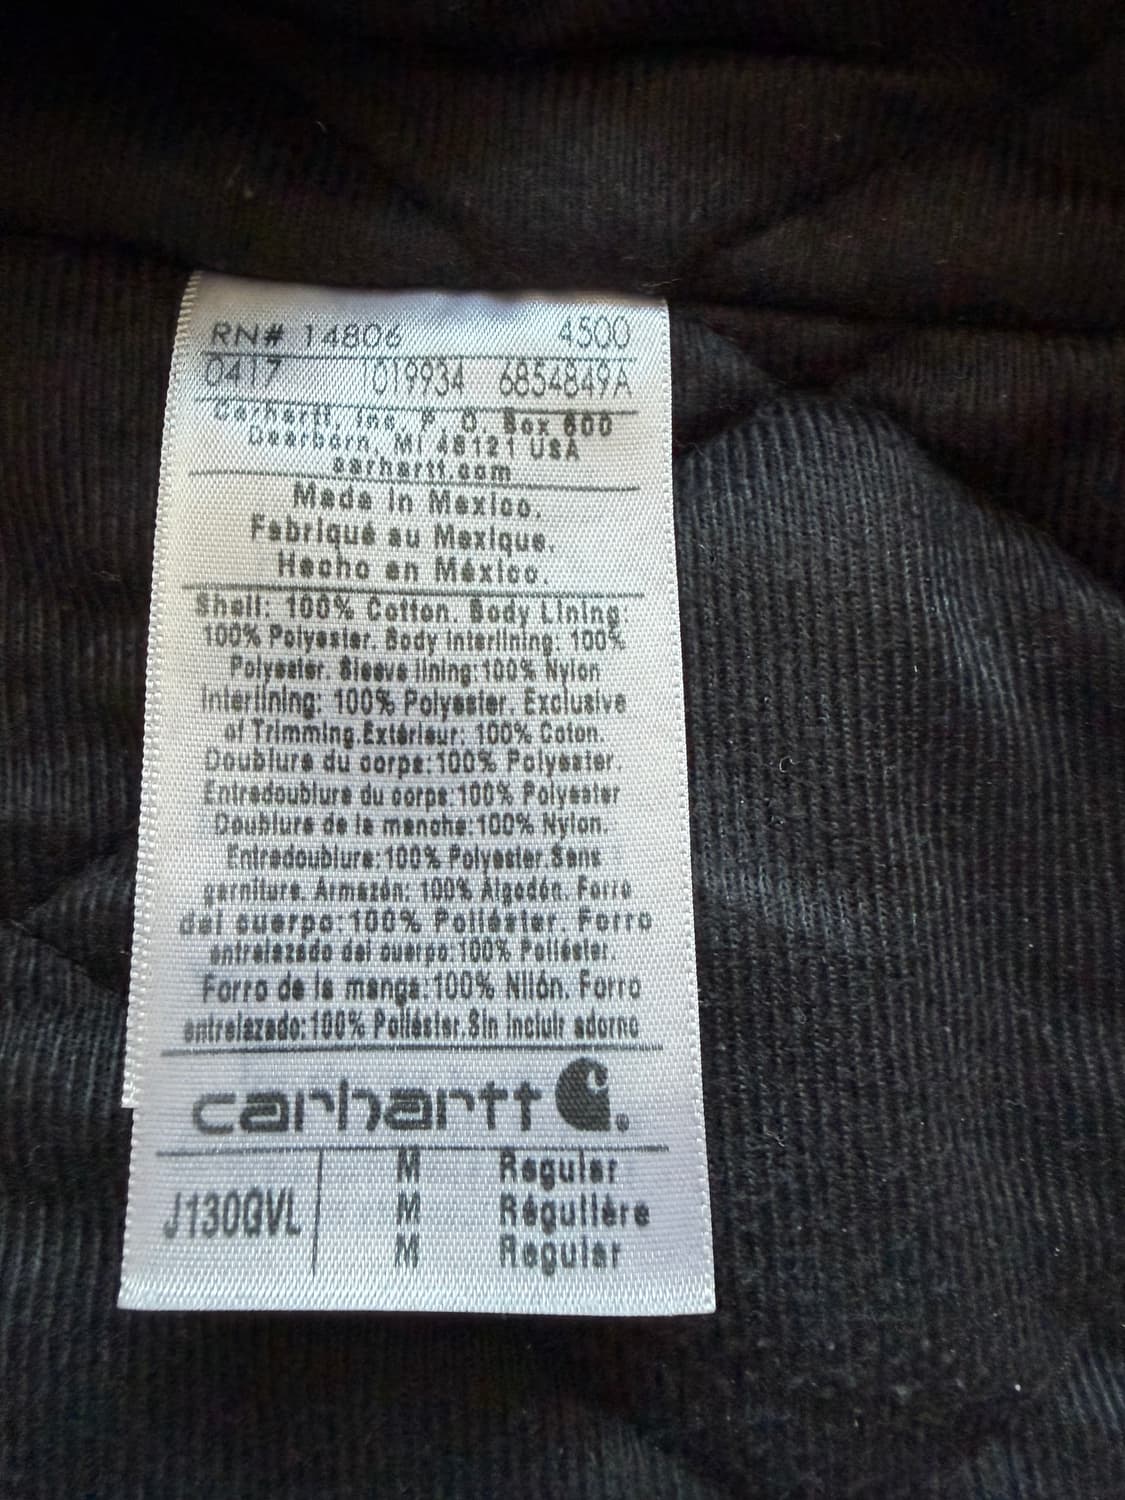 RN# 14806 4500
0417 1019934 6854849A
Carhartt, Inc. P. O. Box 600
Dearborn, MI 48121 USA
carhartt.com
Made in Mexico.
Fabriqué au Mexique.
Hecho en México.
Shell: 100% Cotton. Body Lining
100% Polyester. Body Interlining: 100%
Polyester. Sleeve lining:100% Nylon
Interlining: 100% Polyester. Exclusive
of Trimming.Extérieur: 100% Coton.
Doublure du corps:100% Polyester.
Entredoublure du corps:100% Polyester
Doublure de la manche:100% Nylon.
Entredoublure:100% Polyester.Sans
garniture. Armazón: 100% Algodón. Forro
del cuerpo:100% Poliéster. Forro
entrelazado del cuerpo:100% Poliéster.
Forro de la manga:100% Nilón. Forro
entrelazado:100% Poliéster.Sin incluir adorno
carhartt
J130QVL
M Regular
M Régulière
M Regular